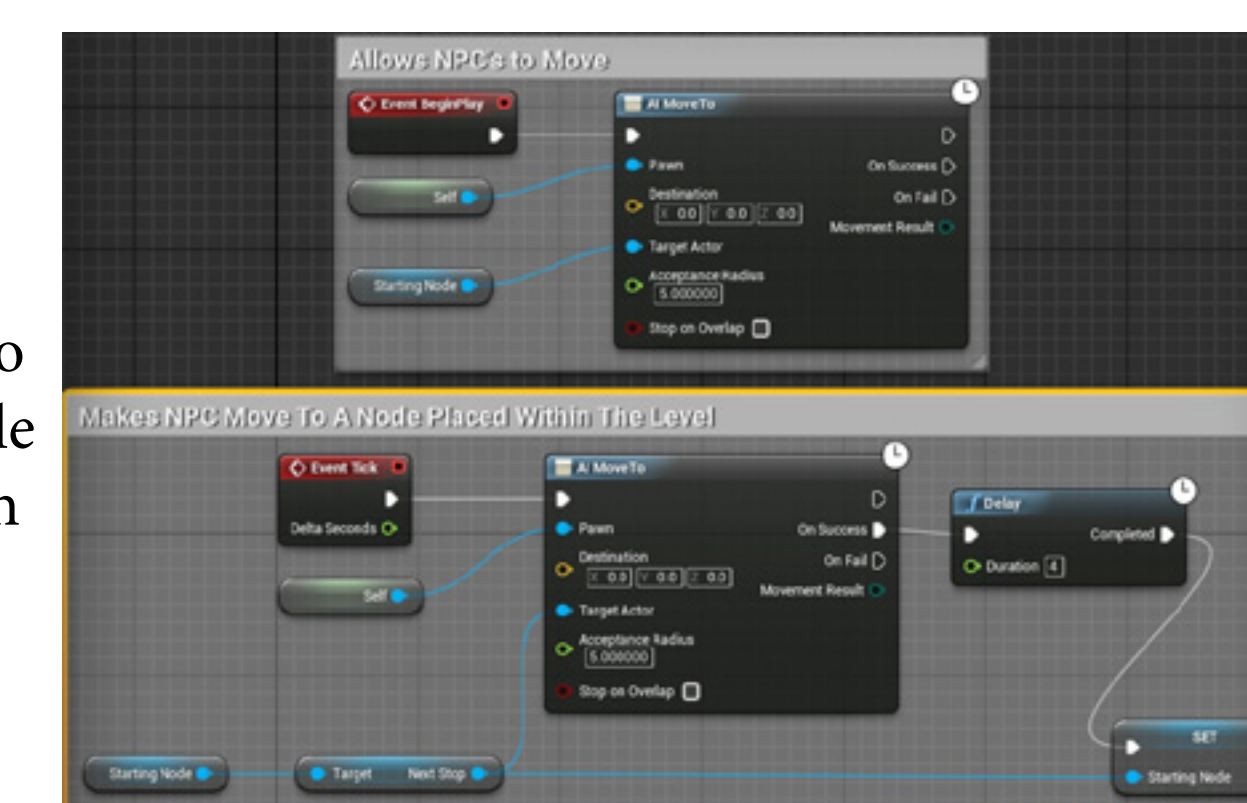 Allows NPC's to Move
Event BeginPlay
AI MoveTo
Pawn
On Success
Self
Destination
X 0.0 Y 0.0 Z 0.0
On Fail
Movement Result
Target Actor
Starting Node
Acceptance Radius
5.000000
Stop on Overlap
o
le
n
Makes NPC Move To A Node Placed Within The Level
Event Tick
AI MoveTo
Delta Seconds
Pawn
On Success
Delay
Completed
Duration 4
Destination
X 0.0 Y 0.0 Z 0.0
On Fail
Movement Result
Self
Target Actor
Acceptance Radius
5.000000
Stop on Overlap
SET
Starting Node
Target Next Stop
Starting Node